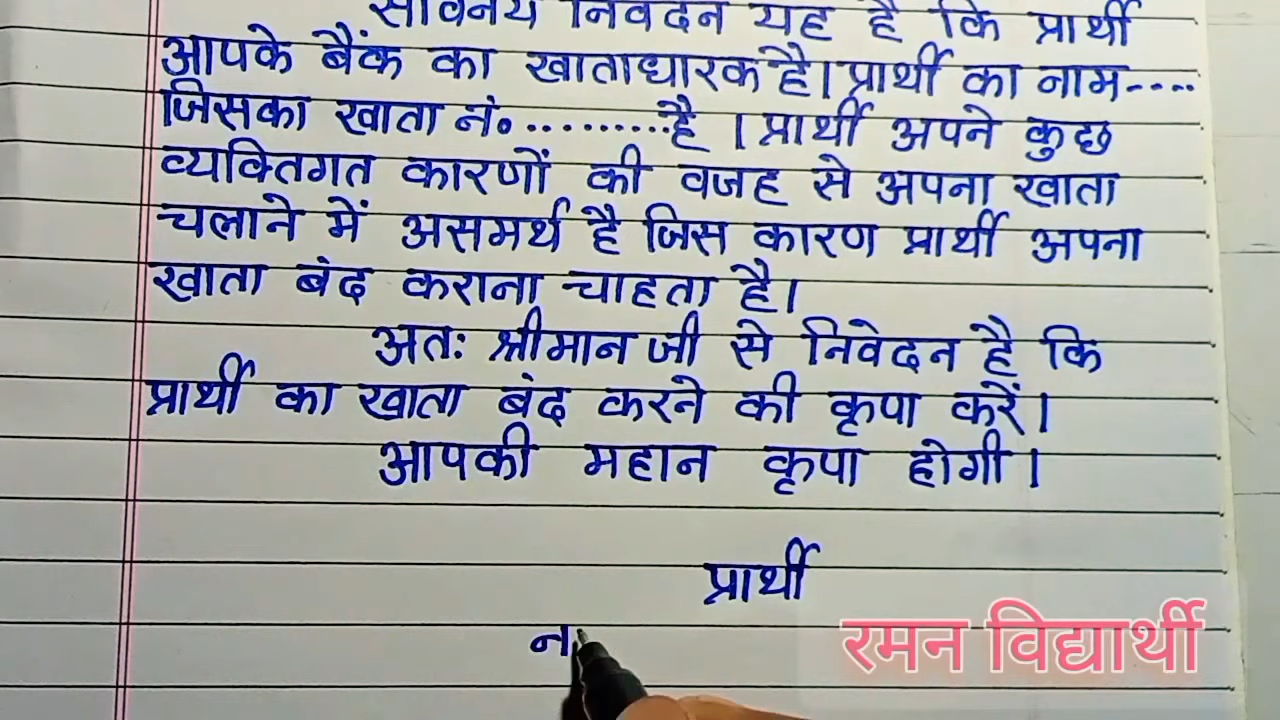 सविनय निवेदन यह है कि प्रार्थी
आपके बैंक का खाताधारक है। प्रार्थी का नाम----
जिसका खाता नं०.........है । प्रार्थी अपने कुछ
व्यक्तिगत कारणों की वजह से अपना खाता
चलाने में असमर्थ है जिस कारण प्रार्थी अपना
खाता बंद कराना चाहता है।
अतः श्रीमान जी से निवेदन है कि
प्रार्थी का खाता बंद करने की कृपा करें।
आपकी महान कृपा होगी।
प्रार्थी
न
रमन विद्यार्थी